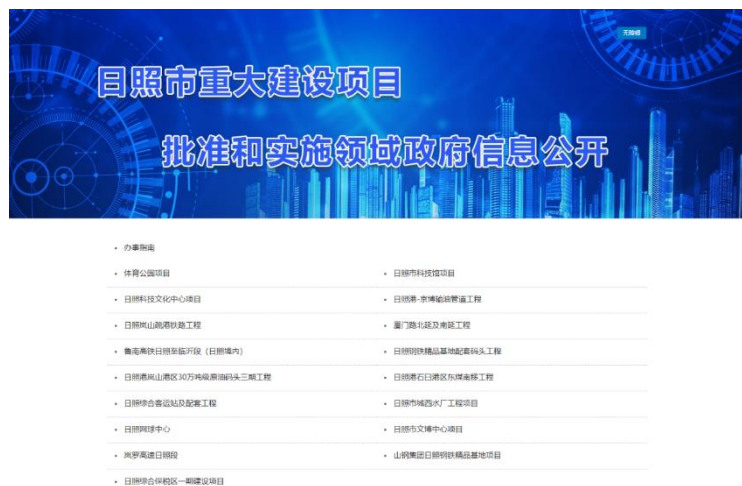 无障碍
日照市重大建设项目
批准和实施领域政府信息公开
办事指南
体育公园项目
日照市科技馆项目
日照科技文化中心项目
日照港-京博输油管道工程
日照岚山疏港铁路工程
厦门路北延及南延工程
鲁南高铁日照至临沂段（日照境内）
日照钢铁精品基地配套码头工程
日照港岚山港区30万吨级原油码头三期工程
日照港石臼港区东煤南移工程
日照综合客运站及配套工程
日照市城西水厂工程项目
日照网球中心
日照市文博中心项目
岚罗高速日照段
山钢集团日照钢铁精品基地项目
日照综合保税区一期建设项目